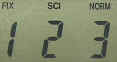 FIX SCI NORM
1 2 3